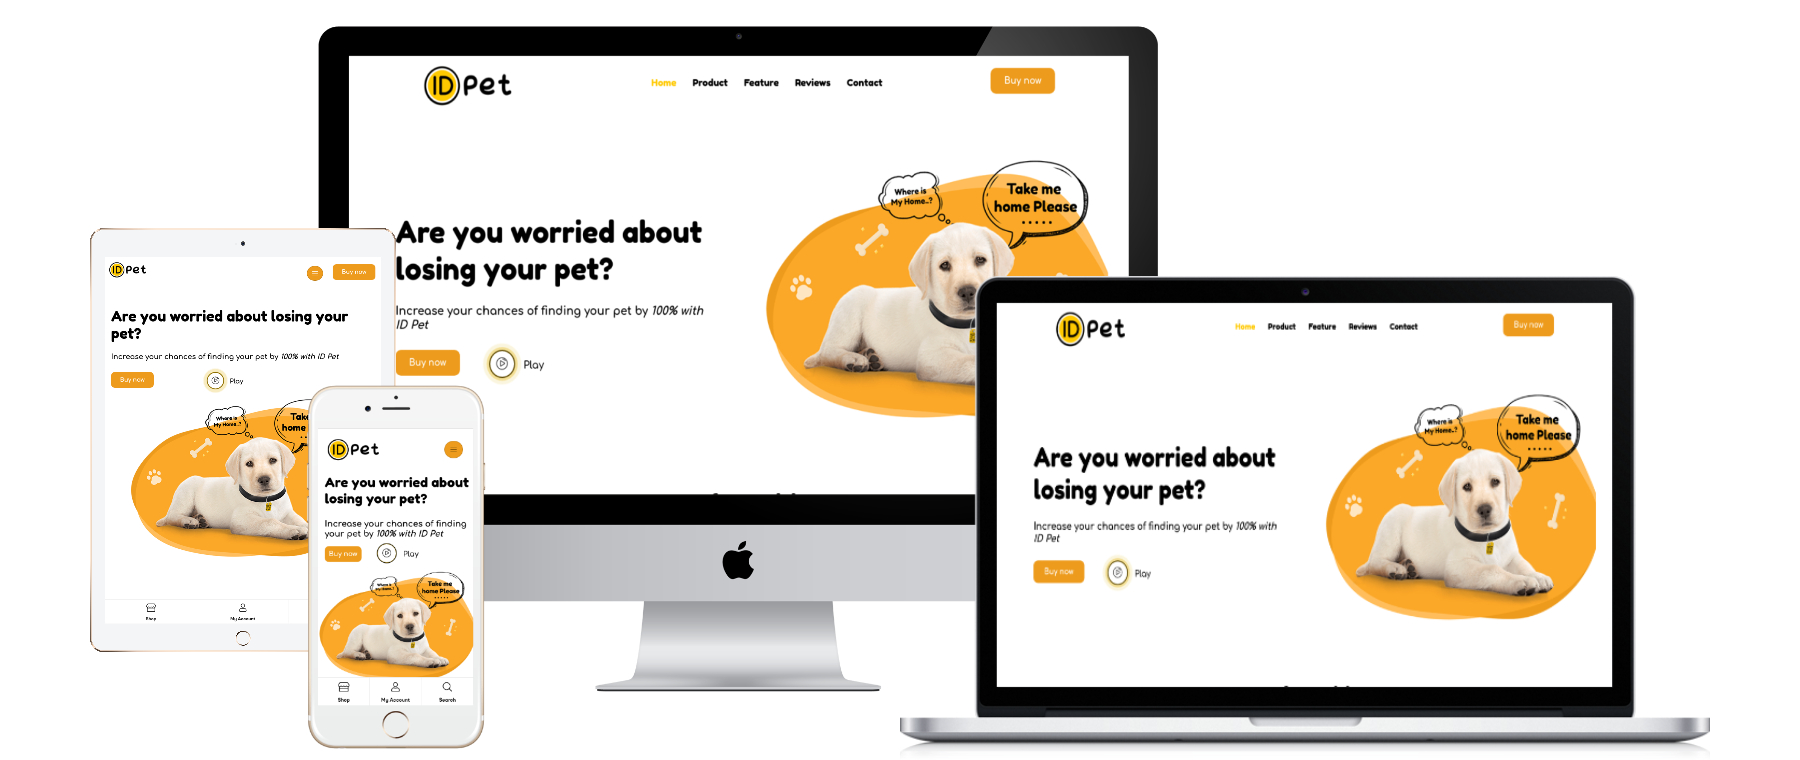 ID Pet
Home Product Feature Reviews Contact
Buy now
Where is
My Home..?
Take me
home Please
.....
Are you worried about
losing your pet?
Increase your chances of finding your pet by 100% with
ID Pet
Buy now
Play
ID Pet
Buy now
Are you worried about losing your
pet?
Increase your chances of finding your pet by 100% with ID Pet
Buy now
Play
Where is
My Home..?
Take
home
Shop
My Account
ID Pet
Are you worried about
losing your pet?
Increase your chances of finding
your pet by 100% with ID Pet
Buy now
Play
Where is
My Home..?
Take me
home Please
.....
Shop
My Account
Search
ID Pet
Home Product Feature Reviews Contact
Buy now
Where is
My Home..?
Take me
home Please
.....
Are you worried about
losing your pet?
Increase your chances of finding your pet by 100% with
ID Pet
Buy now
Play